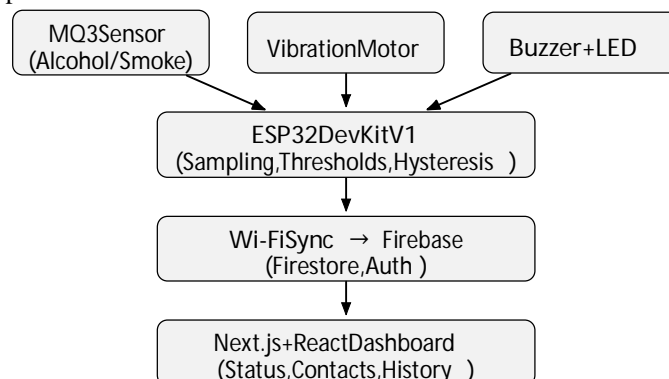 MQ3Sensor
(Alcohol/Smoke)
VibrationMotor
Buzzer+LED
ESP32DevKitV1
(Sampling,Thresholds,Hysteresis )
Wi-FiSync → Firebase
(Firestore,Auth )
Next.js+ReactDashboard
(Status,Contacts,History )